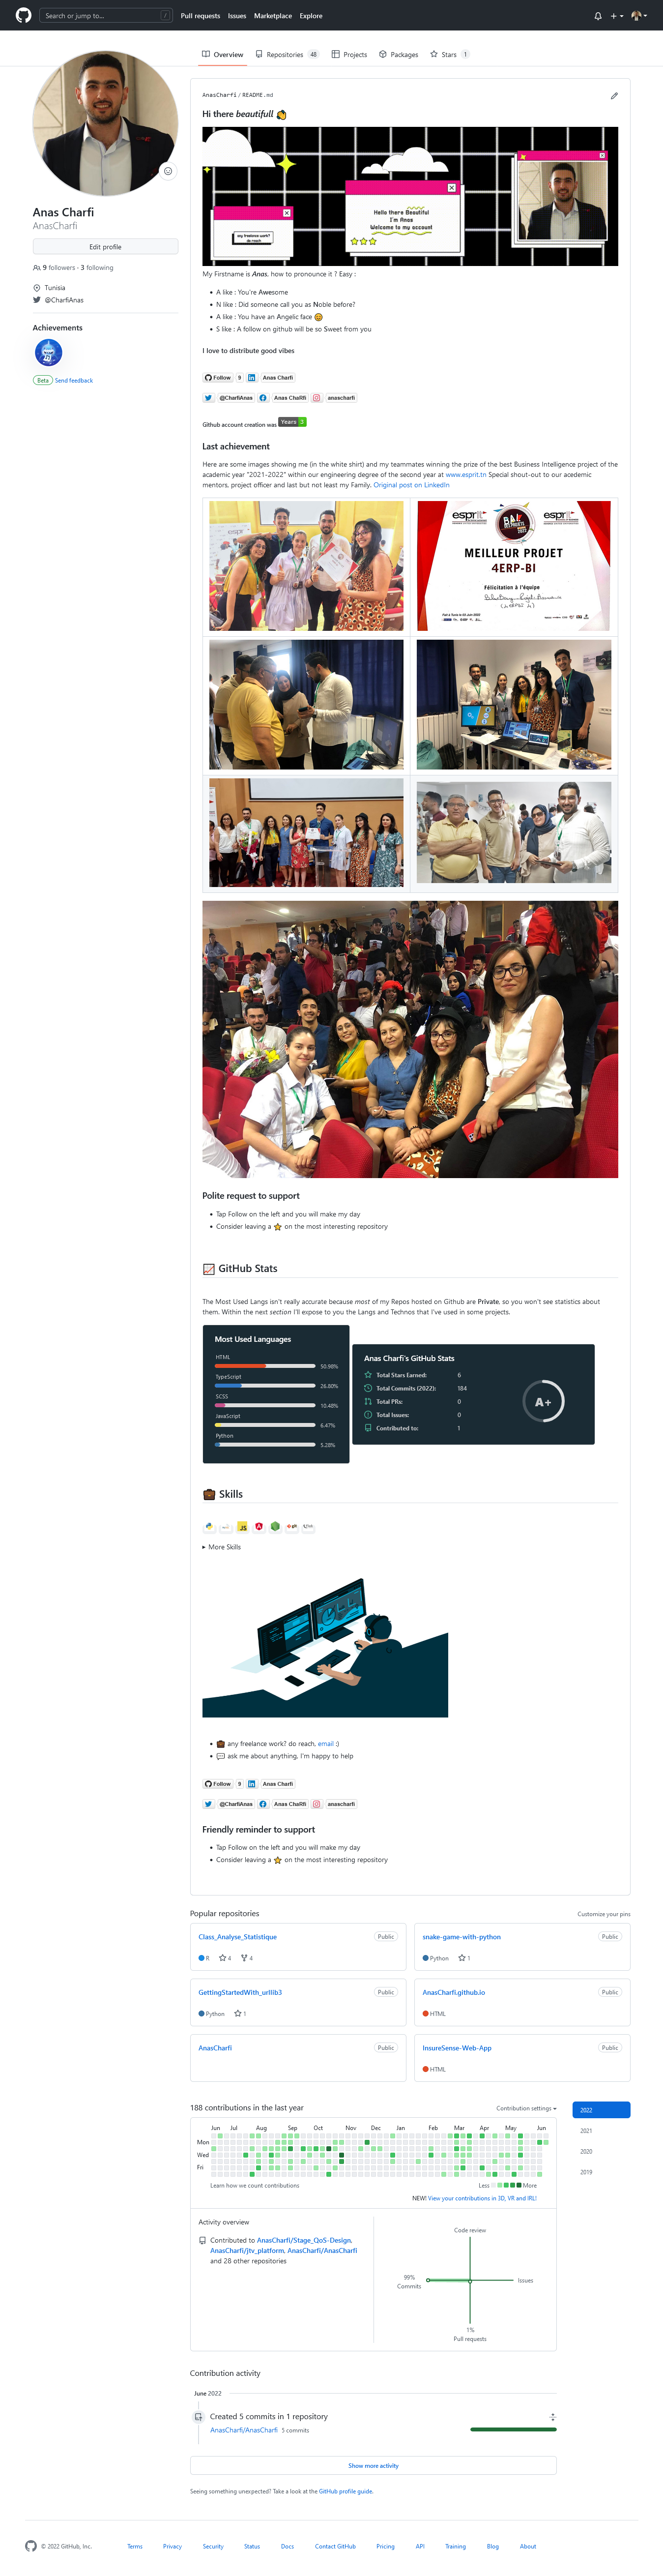 Search or jump to... /
Pull requests Issues Marketplace Explore
Overview
Repositories 48
Projects
Packages
Stars 1
Anas Charfi
AnasCharfi
Edit profile
9 followers · 3 following
Tunisia
@CharfiAnas
Achievements
Beta Send feedback
AnasCharfi / README.md
Hi there beautifull
my freelance work?
do reach
Hello there Beautiful
I'm Anas
Welcome to my account
My Firstname is Anas, how to pronounce it ? Easy :
A like : You're Awesome
N like : Did someone call you as Noble before?
A like : You have an Angelic face
S like : A follow on github will be so Sweet from you
I love to distribute good vibes
Follow 9 Anas Charfi
@CharfiAnas Anas ChaRfi anascharfi
Github account creation was Years 3
Last achievement
Here are some images showing me (in the white shirt) and my teammates winning the prize of the best Business Intelligence project of the
academic year "2021-2022" within our engineering degree of the second year at www.esprit.tn Special shout-out to our acedemic
mentors, project officer and last but not least my Family. Original post on LinkedIn
esprit
esprit
MEILLEUR PROJET
4ERP-BI
Félicitation à l'équipe
Polite request to support
Tap Follow on the left and you will make my day
Consider leaving a ⭐ on the most interesting repository
GitHub Stats
The Most Used Langs isn't really accurate because most of my Repos hosted on Github are Private, so you won't see statistics about
them. Within the next section I'll expose to you the Langs and Technos that I've used in some projects.
Most Used Languages
HTML
50.98%
TypeScript
26.80%
SCSS
10.48%
JavaScript
6.47%
Python
5.28%
Anas Charfi's GitHub Stats
Total Stars Earned: 6
Total Commits (2022): 184
Total PRs: 0
Total Issues: 0
Contributed to: 1
A+
Skills
JS
More Skills
any freelance work? do reach, email ;)
ask me about anything, I'm happy to help
Follow 9 Anas Charfi
@CharfiAnas Anas ChaRfi anascharfi
Friendly reminder to support
Tap Follow on the left and you will make my day
Consider leaving a ⭐ on the most interesting repository
Popular repositories
Customize your pins
Class_Analyse_Statistique Public
R 4 4
snake-game-with-python Public
Python 1
GettingStartedWith_urllib3 Public
Python 1
AnasCharfi.github.io Public
HTML
AnasCharfi Public
InsureSense-Web-App Public
HTML
188 contributions in the last year
Contribution settings
2022
2021
2020
2019
Jun Jul Aug Sep Oct Nov Dec Jan Feb Mar Apr May Jun
Mon
Wed
Fri
Learn how we count contributions
Less More
NEW! View your contributions in 3D, VR and IRL!
Activity overview
Contributed to AnasCharfi/Stage_QoS-Design,
AnasCharfi/jtv_platform, AnasCharfi/AnasCharfi
and 28 other repositories
Code review
99%
Commits
Issues
1%
Pull requests
Contribution activity
June 2022
Created 5 commits in 1 repository
AnasCharfi/AnasCharfi 5 commits
Show more activity
Seeing something unexpected? Take a look at the GitHub profile guide.
© 2022 GitHub, Inc.
Terms
Privacy
Security
Status
Docs
Contact GitHub
Pricing
API
Training
Blog
About